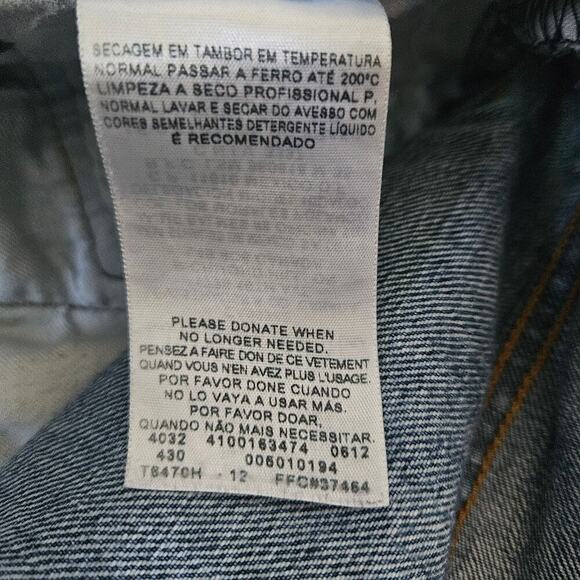 SECAGEM EM TAMBOR EM TEMPERATURA
NORMAL PASSAR A FERRO ATÉ 200°C
LIMPEZA A SECO PROFISSIONAL P,
NORMAL LAVAR E SECAR DO AVESSO COM
CORES SEMELHANTES DETERGENTE LÍQUIDO
É RECOMENDADO
PLEASE DONATE WHEN
NO LONGER NEEDED.
PENSEZ A FAIRE DON DE CE VETEMENT
QUAND VOUS N'EN AVEZ PLUS L'USAGE.
POR FAVOR DONE CUANDO
NO LO VAYA A USAR MÁS.
POR FAVOR DOAR,
QUANDO NÃO MAIS NECESSITAR.
4032 4100163474 0612
430 006010194
T6470H - 12 FFC#37464